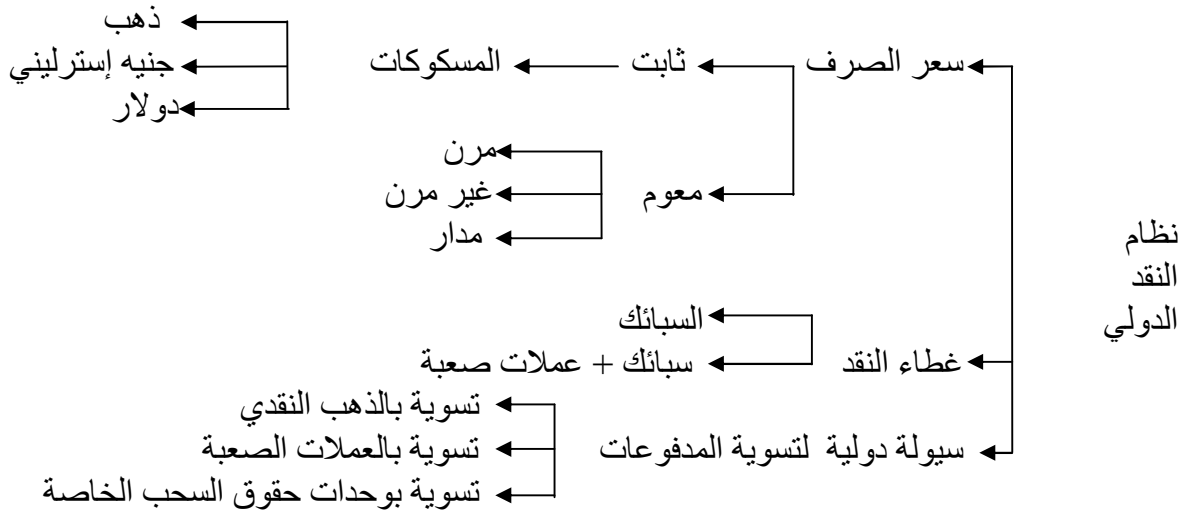 ذهب
سعر الصرف ثابت المسكوكات جنيه إسترليني
دولار
مرن
معوم غير مرن
مدار
نظام
النقد
الدولي
السبائك
غطاء النقد سبائك + عملات صعبة
تسوية بالذهب النقدي
سيولة دولية لتسوية المدفوعات تسوية بالعملات الصعبة
تسوية بوحدات حقوق السحب الخاصة